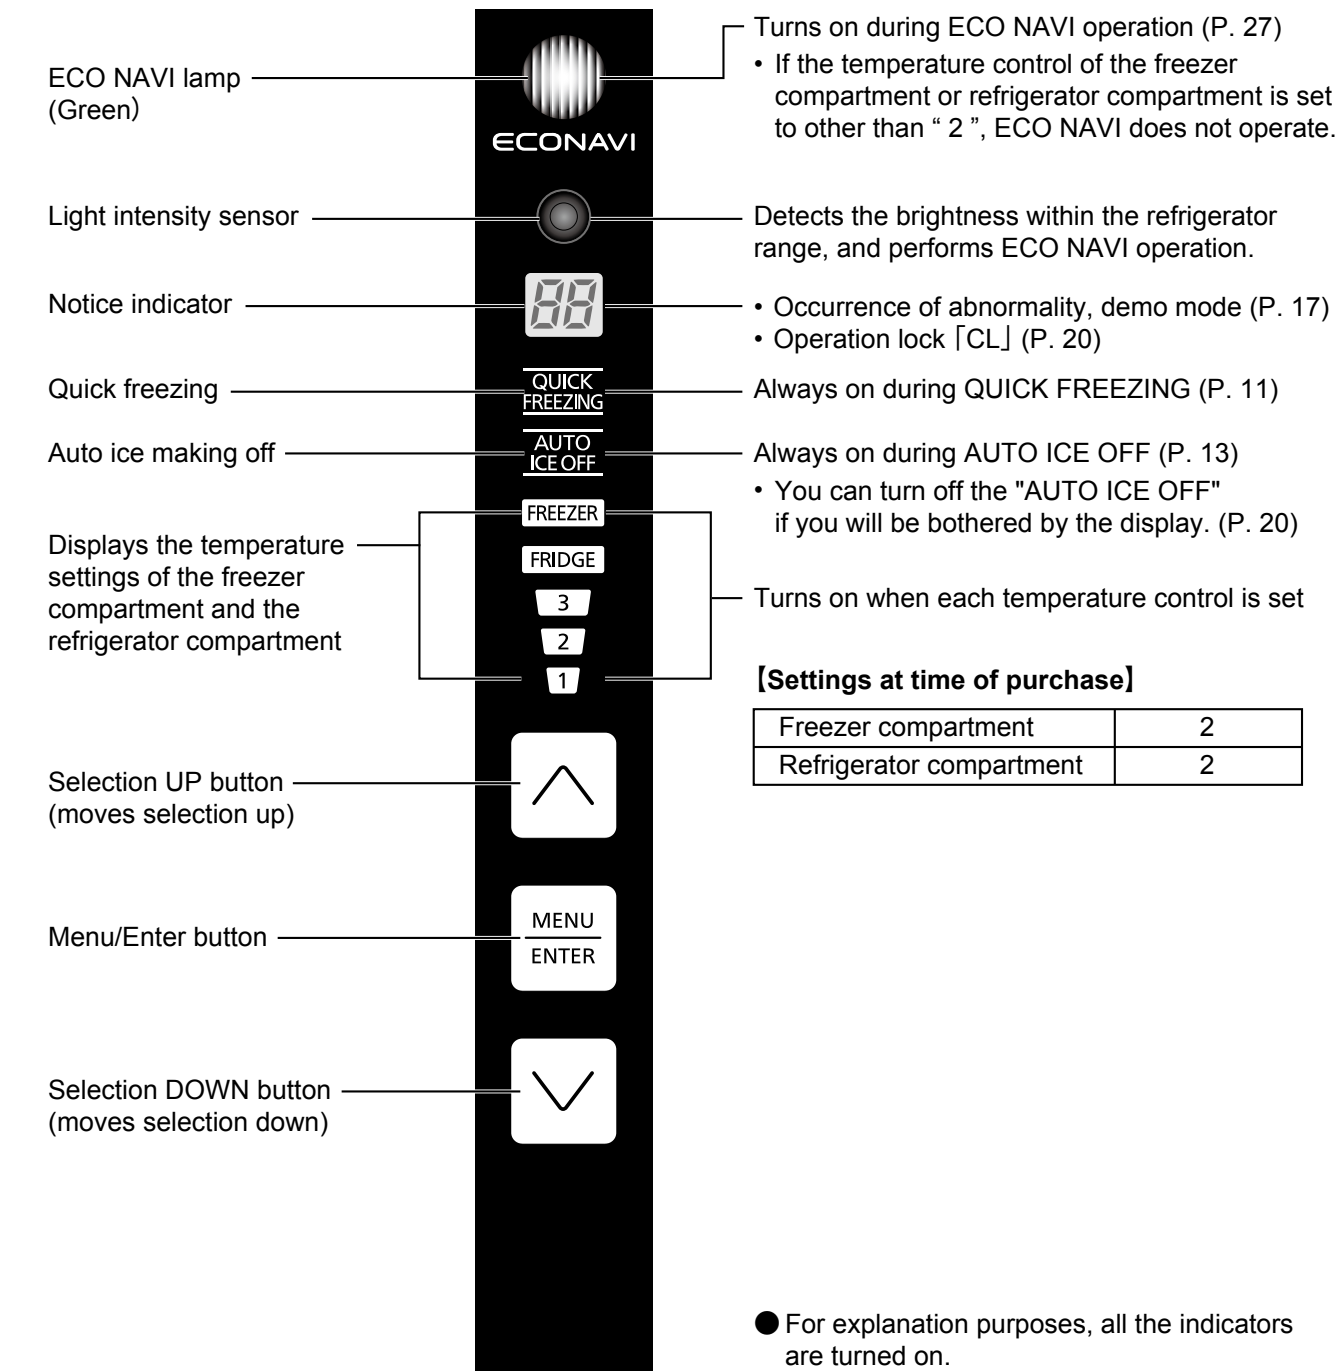 ECO NAVI lamp
(Green)
Light intensity sensor
Notice indicator
Quick freezing
Auto ice making off
Displays the temperature
settings of the freezer
compartment and the
refrigerator compartment
Selection UP button
(moves selection up)
Menu/Enter button
Selection DOWN button
(moves selection down)
ECONAVI
88
QUICK
FREEZING
AUTO
ICE OFF
FREEZER
FRIDGE
3
2
1
MENU
ENTER
Turns on during ECO NAVI operation (P. 27)
• If the temperature control of the freezer
compartment or refrigerator compartment is set
to other than “ 2 ”, ECO NAVI does not operate.
Detects the brightness within the refrigerator
range, and performs ECO NAVI operation.
• Occurrence of abnormality, demo mode (P. 17)
• Operation lock「CL」(P. 20)
Always on during QUICK FREEZING (P. 11)
Always on during AUTO ICE OFF (P. 13)
• You can turn off the "AUTO ICE OFF"
if you will be bothered by the display. (P. 20)
Turns on when each temperature control is set
【Settings at time of purchase】
Freezer compartment 2
Refrigerator compartment 2
● For explanation purposes, all the indicators
are turned on.